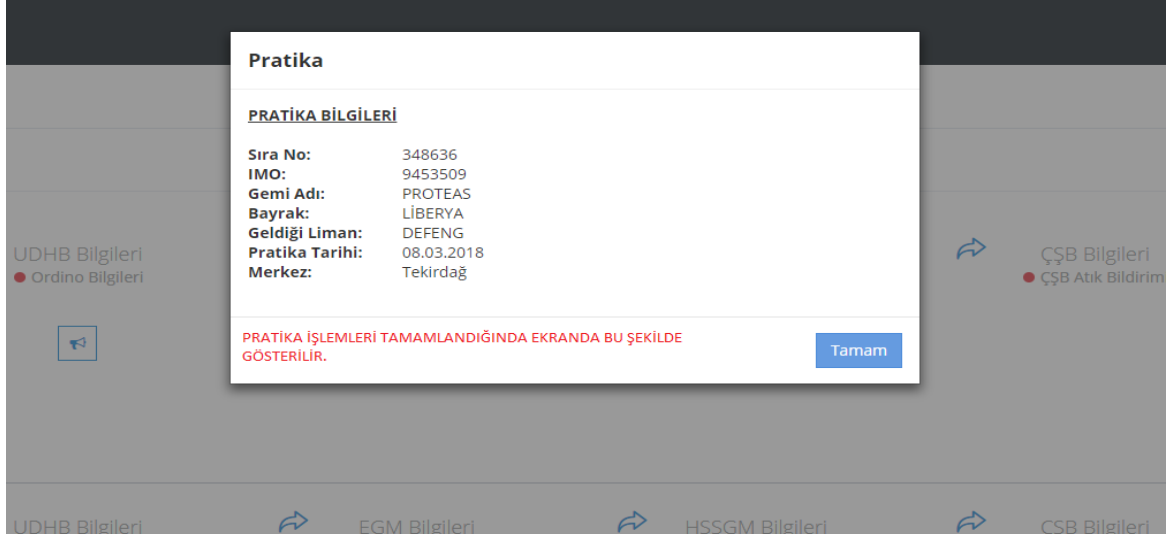 Pratika
PRATİKA BİLGİLERİ
Sıra No: 348636
IMO: 9453509
Gemi Adı: PROTEAS
Bayrak: LİBERYA
Geldiği Liman: DEFENG
Pratika Tarihi: 08.03.2018
Merkez: Tekirdağ
UDHB Bilgileri
Ordino Bilgileri
ÇŞB Bilgileri
ÇŞB Atık Bildirim
PRATİKA İŞLEMLERİ TAMAMLANDIĞINDA EKRANDA BU ŞEKİLDE
GÖSTERİLİR.
Tamam
UDHB Bilgileri
EGM Bilgileri
HSSGM Bilgileri
ÇSB Bilgileri